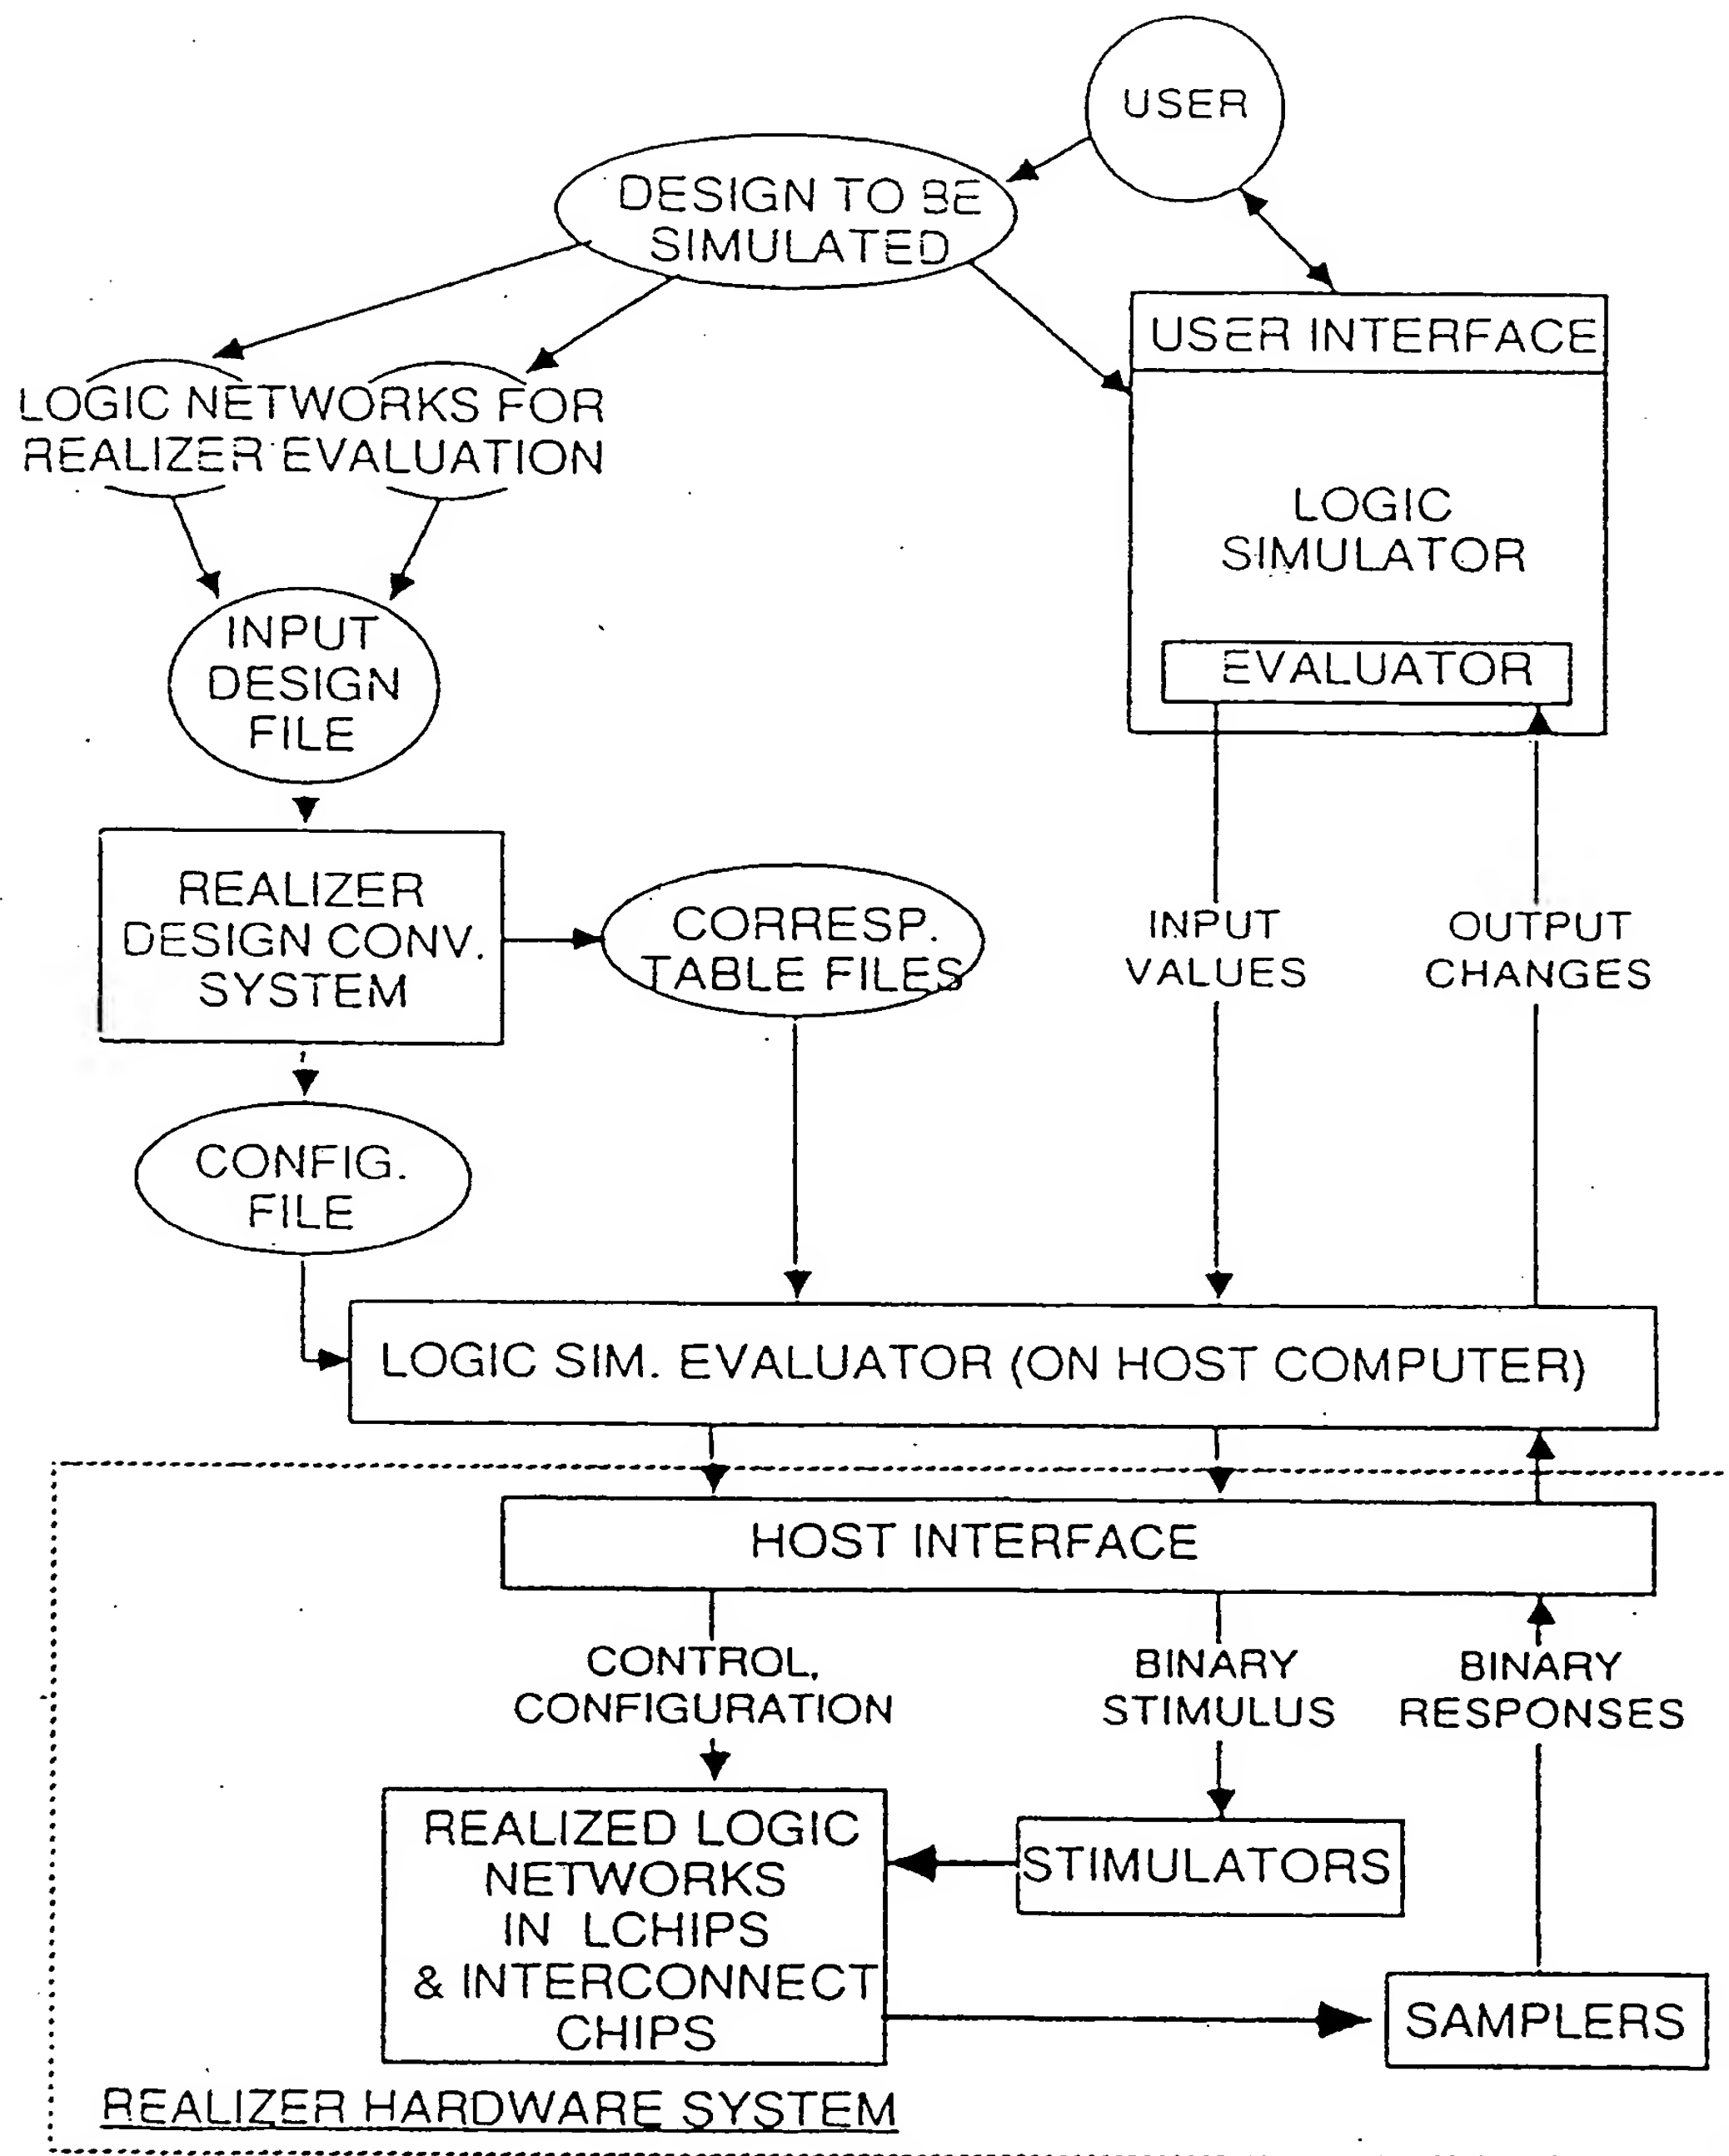 USER
DESIGN TO BE
SIMULATED
USER INTERFACE
LOGIC NETWORKS FOR
REALIZER EVALUATION
LOGIC
SIMULATOR
EVALUATOR
INPUT
DESIGN
FILE
REALIZER
DESIGN CONV.
SYSTEM
CORRESP.
TABLE FILES
INPUT
VALUES
OUTPUT
CHANGES
CONFIG.
FILE
LOGIC SIM. EVALUATOR (ON HOST COMPUTER)
HOST INTERFACE
CONTROL,
CONFIGURATION
BINARY
STIMULUS
BINARY
RESPONSES
REALIZED LOGIC
NETWORKS
IN LCHIPS
& INTERCONNECT
CHIPS
STIMULATORS
SAMPLERS
REALIZER HARDWARE SYSTEM